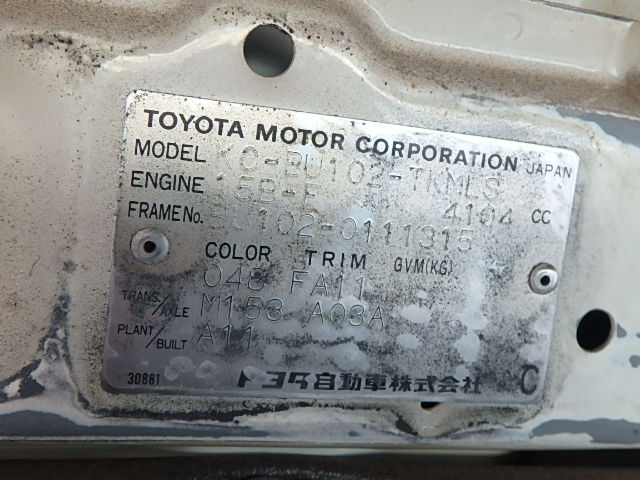 TOYOTA MOTOR CORPORATION JAPAN
MODEL KC-BU102-TKMLS
ENGINE 15B-F 4104 CC
FRAME No. BU102-0111315
COLOR TRIM GVM(KG)
048 FA11
TRANS./AXLE M153 A03A
PLANT/BUILT A11
30881 トヨタ自動車株式会社 C